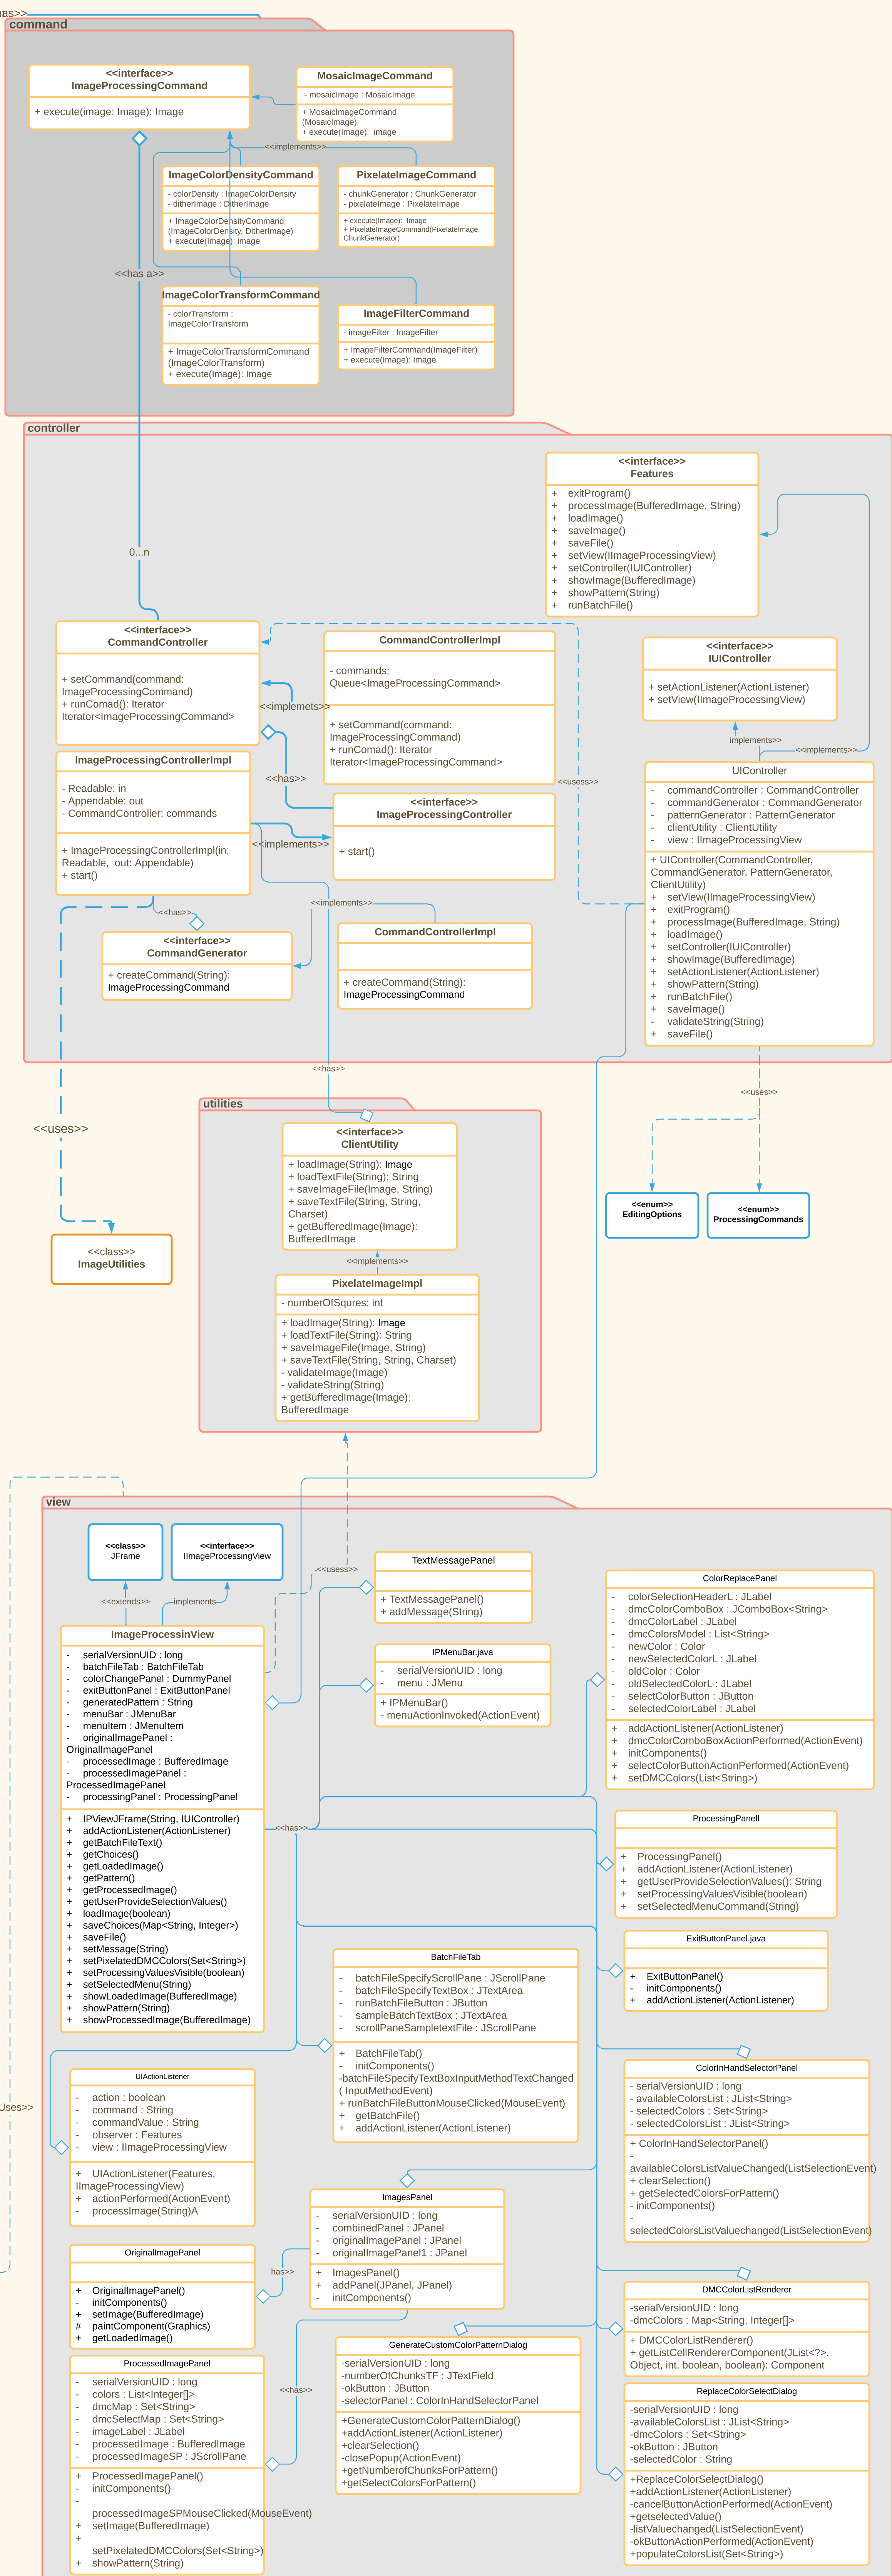 as>>
command
<<interface>>
ImageProcessingCommand
+ execute(image: Image): Image
MosaicImageCommand
- mosaicImage : MosaicImage
+ MosaicImageCommand
(MosaicImage)
+ execute(Image):  image
<<implements>>
ImageColorDensityCommand
- colorDensity : ImageColorDensity
- ditherImage : DitherImage
+ ImageColorDensityCommand
(ImageColorDensity, DitherImage)
+ execute(Image): image
PixelateImageCommand
- chunkGenerator : ChunkGenerator
- pixelateImage : PixelateImage
+ execute(Image):  Image
+ PixelateImageCommand(PixelateImage,
ChunkGenerator)
<<has a>>
ImageColorTransformCommand
- colorTransform :
ImageColorTransform
+ ImageColorTransformCommand
(ImageColorTransform)
+ execute(Image): Image
ImageFilterCommand
- imageFilter : ImageFilter
+ ImageFilterCommand(ImageFilter)
+ execute(Image): Image
controller
<<interface>>
Features
+ exitProgram()
+ processImage(BufferedImage, String)
+ loadImage()
+ saveImage()
+ saveFile()
+ setView(IImageProcessingView)
+ setController(IUIController)
+ showImage(BufferedImage)
+ showPattern(String)
+ runBatchFile()
0...n
<<interface>>
CommandController
+ setCommand(command:
ImageProcessingCommand)
+ runComad(): Iterator
Iterator<ImageProcessingCommand>
<<implemets>>
CommandControllerImpl
- commands:
Queue<ImageProcessingCommand>
+ setCommand(command:
ImageProcessingCommand)
+ runComad(): Iterator
Iterator<ImageProcessingCommand>
<<interface>>
IUIController
+ setActionListener(ActionListener)
+ setView(IImageProcessingView)
implements>>
<<implements>>
<<has>>
<<usess>>
ImageProcessingControllerImpl
- Readable: in
- Appendable: out
- CommandController: commands
+ ImageProcessingControllerImpl(in:
Readable,  out: Appendable)
+ start()
<<implements>>
<<interface>>
ImageProcessingController
+ start()
UIController
- commandController : CommandController
- commandGenerator : CommandGenerator
- patternGenerator : PatternGenerator
- clientUtility : ClientUtility
- view : IImageProcessingView
+ UIController(CommandController,
CommandGenerator, PatternGenerator,
ClientUtility)
+ setView(IImageProcessingView)
+ exitProgram()
+ processImage(BufferedImage, String)
+ loadImage()
+ setController(IUIController)
+ showImage(BufferedImage)
+ setActionListener(ActionListener)
+ showPattern(String)
+ runBatchFile()
+ saveImage()
- validateString(String)
+ saveFile()
<<has>>
<<implements>>
<<interface>>
CommandGenerator
+ createCommand(String):
ImageProcessingCommand
CommandControllerImpl
+ createCommand(String):
ImageProcessingCommand
<<has>>
<<uses>>
<<uses>>
utilities
<<interface>>
ClientUtility
+ loadImage(String): Image
+ loadTextFile(String): String
+ saveImageFile(Image, String)
+ saveTextFile(String, String,
Charset)
+ getBufferedImage(Image):
BufferedImage
<<enum>>
EditingOptions
<<enum>>
ProcessingCommands
<<class>>
ImageUtilities
<<implements>>
PixelateImageImpl
- numberOfSqures: int
+ loadImage(String): Image
+ loadTextFile(String): String
+ saveImageFile(Image, String)
+ saveTextFile(String, String, Charset)
- validateImage(Image)
- validateString(String)
+ getBufferedImage(Image):
BufferedImage
view
<<class>>
JFrame
<<interface>>
IImageProcessingView
<<extends>>
implements
<<usess>>
TextMessagePanel
+ TextMessagePanel()
+ addMessage(String)
ColorReplacePanel
- colorSelectionHeaderL : JLabel
- dmcColorComboBox : JComboBox<String>
- dmcColorLabel : JLabel
- dmcColorsModel : List<String>
- newColor : Color
- newSelectedColorL : JLabel
- oldColor : Color
- oldSelectedColorL : JLabel
- selectColorButton : JButton
- selectedColorLabel : JLabel
+ addActionListener(ActionListener)
+ dmcColorComboBoxActionPerformed(ActionEvent)
+ initComponents()
+ selectColorButtonActionPerformed(ActionEvent)
+ setDMCColors(List<String>)
ImageProcessinView
- serialVersionUID : long
- batchFileTab : BatchFileTab
- colorChangePanel : DummyPanel
- exitButtonPanel : ExitButtonPanel
- generatedPattern : String
- menuBar : JMenuBar
- menuItem : JMenuItem
- originalImagePanel :
OriginalImagePanel
- processedImage : BufferedImage
- processedImagePanel :
ProcessedImagePanel
- processingPanel : ProcessingPanel
+ IPViewJFrame(String, IUIController)
+ addActionListener(ActionListener)
+ getBatchFileText()
+ getChoices()
+ getLoadedImage()
+ getPattern()
+ getProcessedImage()
+ getUserProvideSelectionValues()
+ loadImage(boolean)
+ saveChoices(Map<String, Integer>)
+ saveFile()
+ setMessage(String)
+ setPixelatedDMCColors(Set<String>)
+ setProcessingValuesVisible(boolean)
+ setSelectedMenu(String)
+ showLoadedImage(BufferedImage)
+ showPattern(String)
+ showProcessedImage(BufferedImage)
IPMenuBar.java
- serialVersionUID : long
- menu : JMenu
+ IPMenuBar()
- menuActionInvoked(ActionEvent)
<<has>>
ProcessingPanell
+ ProcessingPanel()
+ addActionListener(ActionListener)
+ getUserProvideSelectionValues(): String
+ setProcessingValuesVisible(boolean)
+ setSelectedMenuCommand(String)
ExitButtonPanel.java
+ ExitButtonPanel()
- initComponents()
+ addActionListener(ActionListener)
BatchFileTab
- batchFileSpecifyScrollPane : JScrollPane
- batchFileSpecifyTextBox : JTextArea
- runBatchFileButton : JButton
- sampleBatchTextBox : JTextArea
- scrollPaneSampletextFile : JScrollPane
+ BatchFileTab()
- initComponents()
-batchFileSpecifyTextBoxInputMethodTextChanged
( InputMethodEvent)
+ runBatchFileButtonMouseClicked(MouseEvent)
+ getBatchFile()
+ addActionListener(ActionListener)
ColorInHandSelectorPanel
- serialVersionUID : long
- availableColorsList : JList<String>
- selectedColors : Set<String>
- selectedColorsList : JList<String>
+ ColorInHandSelectorPanel()
-
availableColorsListValueChanged(ListSelectionEvent)
+ clearSelection()
+ getSelectedColorsForPattern()
- initComponents()
-
selectedColorsListValuechanged(ListSelectionEvent)
UIActionListener
- action : boolean
- command : String
- commandValue : String
- observer : Features
- view : IImageProcessingView
+ UIActionListener(Features,
IImageProcessingView)
+ actionPerformed(ActionEvent)
- processImage(String)A
Uses>>
ImagesPanel
- serialVersionUID : long
- combinedPanel : JPanel
- originalImagePanel : JPanel
- originalImagePanel1 : JPanel
+ ImagesPanel()
+ addPanel(JPanel, JPanel)
- initComponents()
OriginalImagePanel
+ OriginalImagePanel()
- initComponents()
+ setImage(BufferedImage)
# paintComponent(Graphics)
+ getLoadedImage()
has>>
DMCColorListRenderer
-serialVersionUID : long
-dmcColors : Map<String, Integer[]>
+ DMCColorListRenderer()
+ getListCellRendererComponent(JList<?>,
Object, int, boolean, boolean): Component
GenerateCustomColorPatternDialog
-serialVersionUID : long
-numberOfChunksTF : JTextField
-okButton : JButton
-selectorPanel : ColorInHandSelectorPanel
+GenerateCustomColorPatternDialog()
+addActionListener(ActionListener)
+clearSelection()
-closePopup(ActionEvent)
+getNumberofChunksForPattern()
+getSelectColorsForPattern()
<<has>>
ProcessedImagePanel
- serialVersionUID : long
- colors : List<Integer[]>
- dmcMap : Set<String>
- dmcSelectMap : Set<String>
- imageLabel : JLabel
- processedImage : BufferedImage
- processedImageSP : JScrollPane
+ ProcessedImagePanel()
- initComponents()
-
processedImageSPMouseClicked(MouseEvent)
+ setImage(BufferedImage)
+
setPixelatedDMCColors(Set<String>)
+ showPattern(String)
ReplaceColorSelectDialog
-serialVersionUID : long
-availableColorsList : JList<String>
-dmcColors : Set<String>
-okButton : JButton
-selectedColor : String
+ReplaceColorSelectDialog()
+addActionListener(ActionListener)
-cancelButtonActionPerformed(ActionEvent)
+getselectedValue()
-listValuechanged(ListSelectionEvent)
-okButtonActionPerformed(ActionEvent)
+populateColorsList(Set<String>)